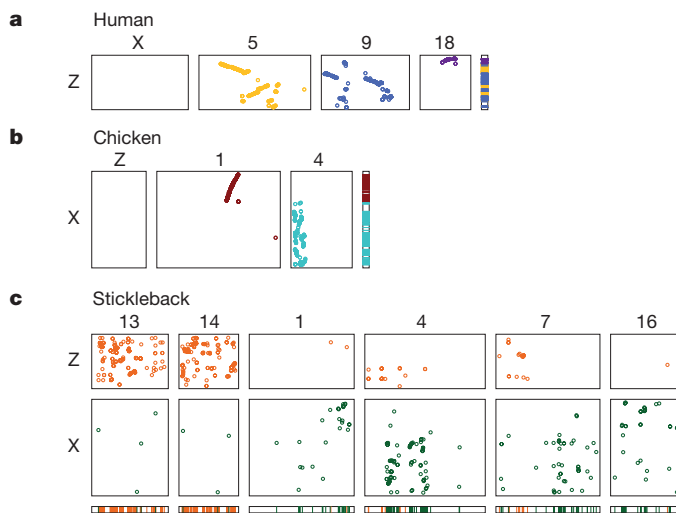 a Human
X 5 9 18
Z
b Chicken
Z 1 4
X
c Stickleback
13 14 1 4 7 16
Z
X